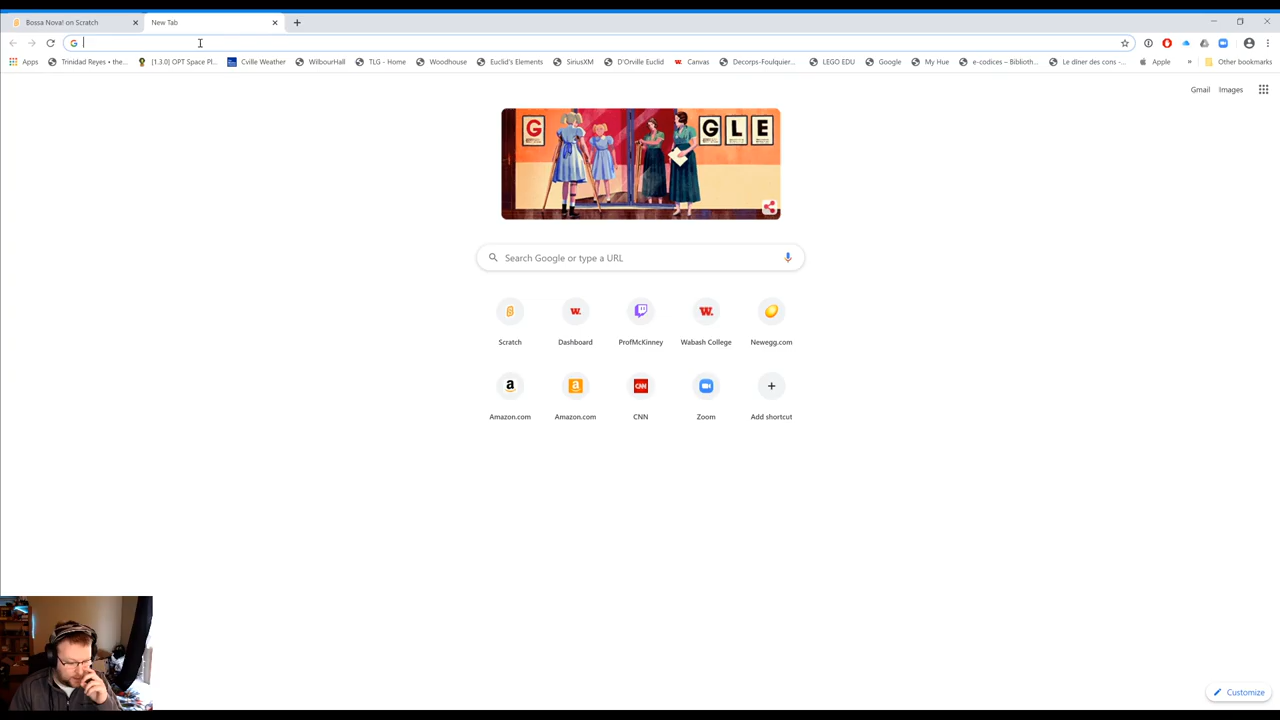 Bossa Nova! on Scratch
New Tab
Apps
Trinidad Reyes • the...
[1.3.0] OPT Space Pl...
Cville Weather
WilbourHall
TLG - Home
Woodhouse
Euclid's Elements
SiriusXM
D'Orville Euclid
Canvas
Decorps-Foulquier...
LEGO EDU
Google
My Hue
e-codices – Biblioth...
Le dîner des cons -...
Apple
»
Other bookmarks
Gmail Images
G G L E
Search Google or type a URL
Scratch
Dashboard
ProfMcKinney
Wabash College
Newegg.com
Amazon.com
Amazon.com
CNN
Zoom
Add shortcut
Customize